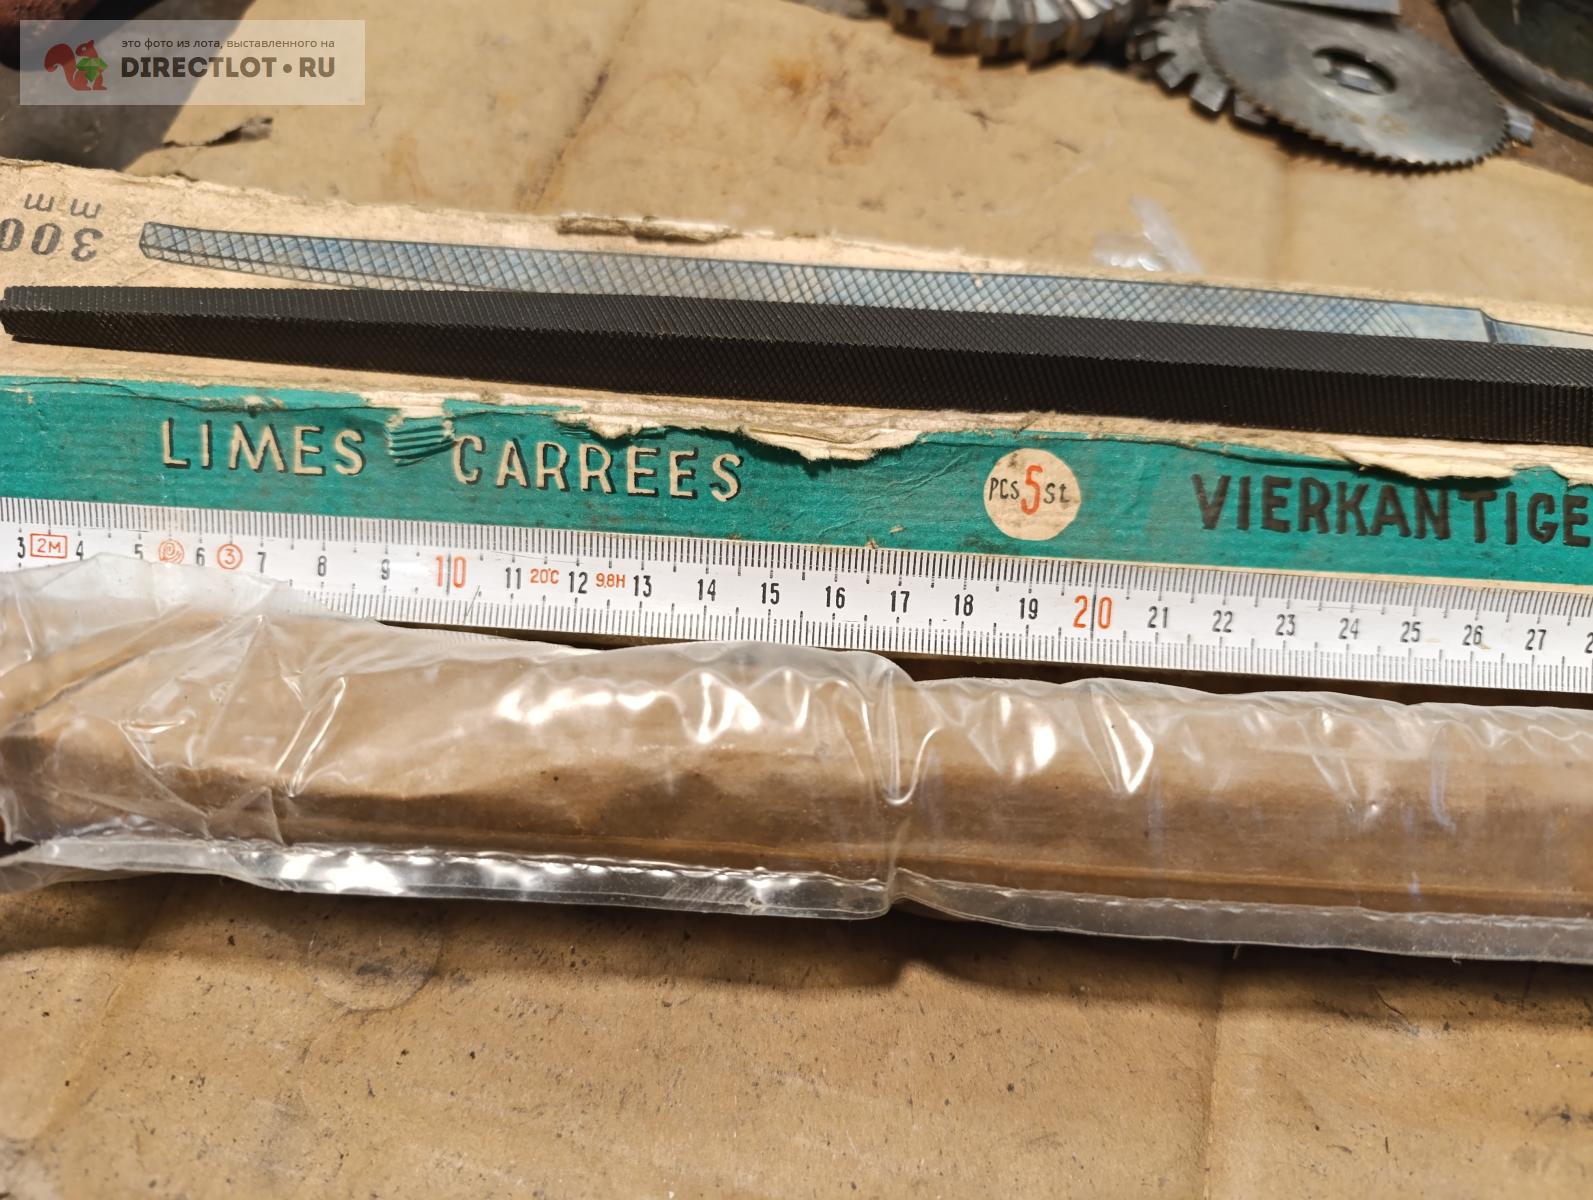 это фото из лота, выставленного на
DIRECTLOT.RU
300
mm
LIMES CARREES
PCS 5 St.
VIERKANTIGE
3 2M 4 5 6 3 7 8 9 10 11 20°C 12 9,8H 13 14 15 16 17 18 19 20 21 22 23 24 25 26 27